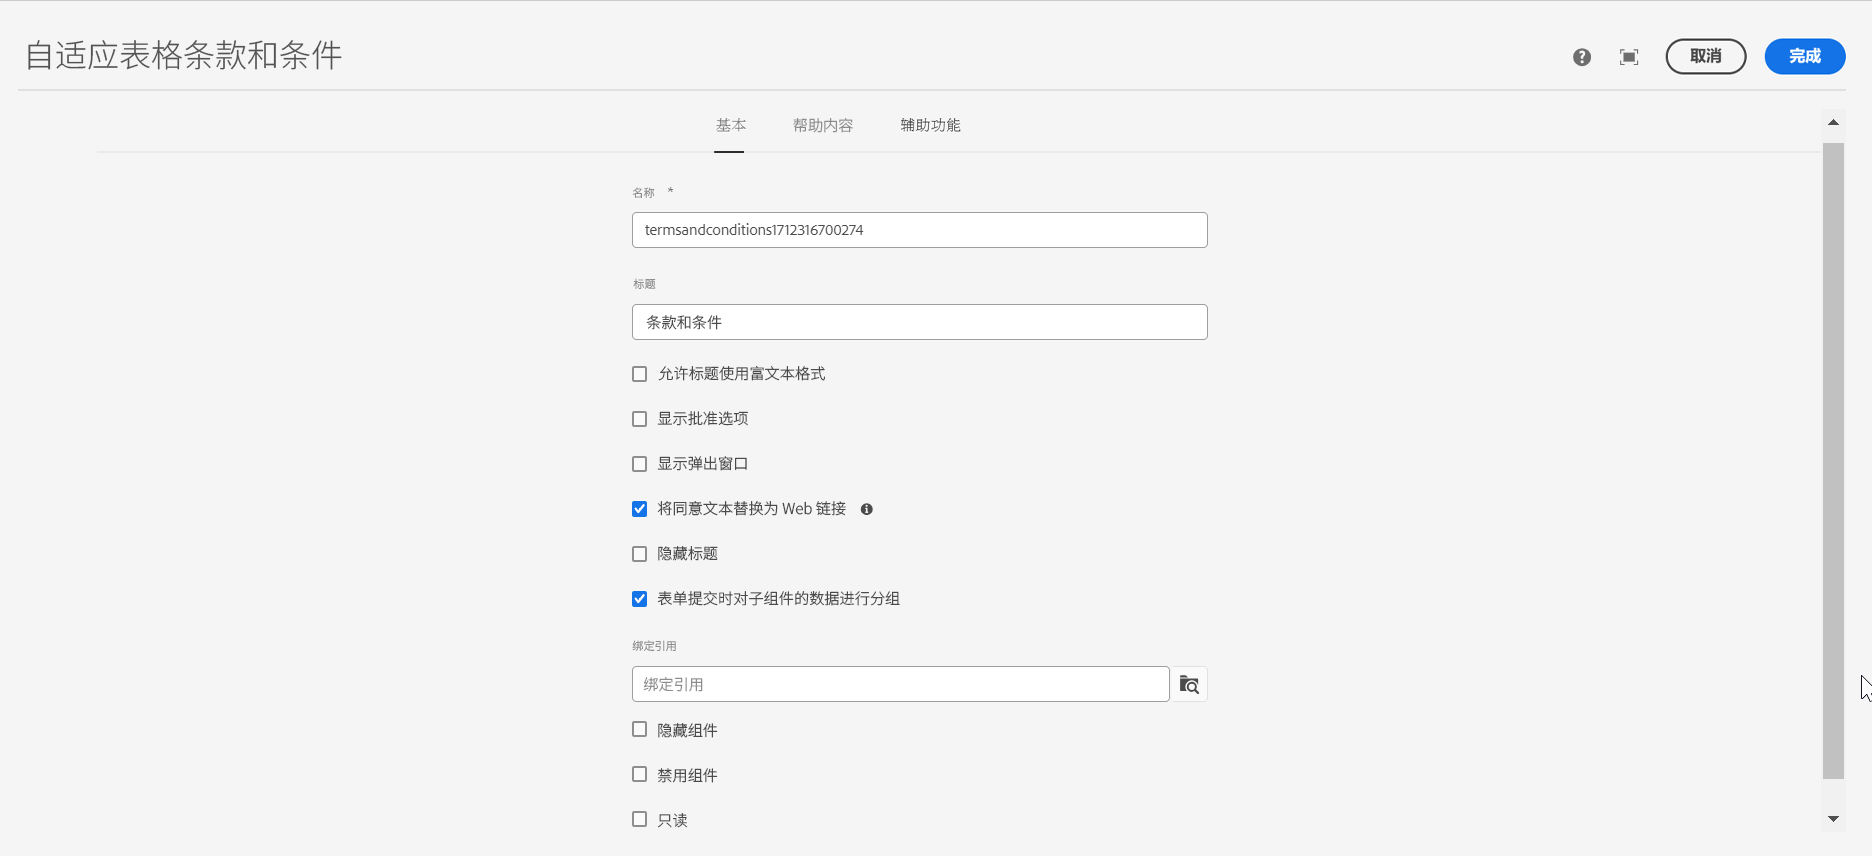 自适应表格条款和条件
取消
完成
基本
帮助内容
辅助功能
名称 *
termsandconditions1712316700274
标题
条款和条件
允许标题使用富文本格式
显示批准选项
显示弹出窗口
将同意文本替换为 Web 链接
隐藏标题
表单提交时对子组件的数据进行分组
绑定引用
绑定引用
隐藏组件
禁用组件
只读